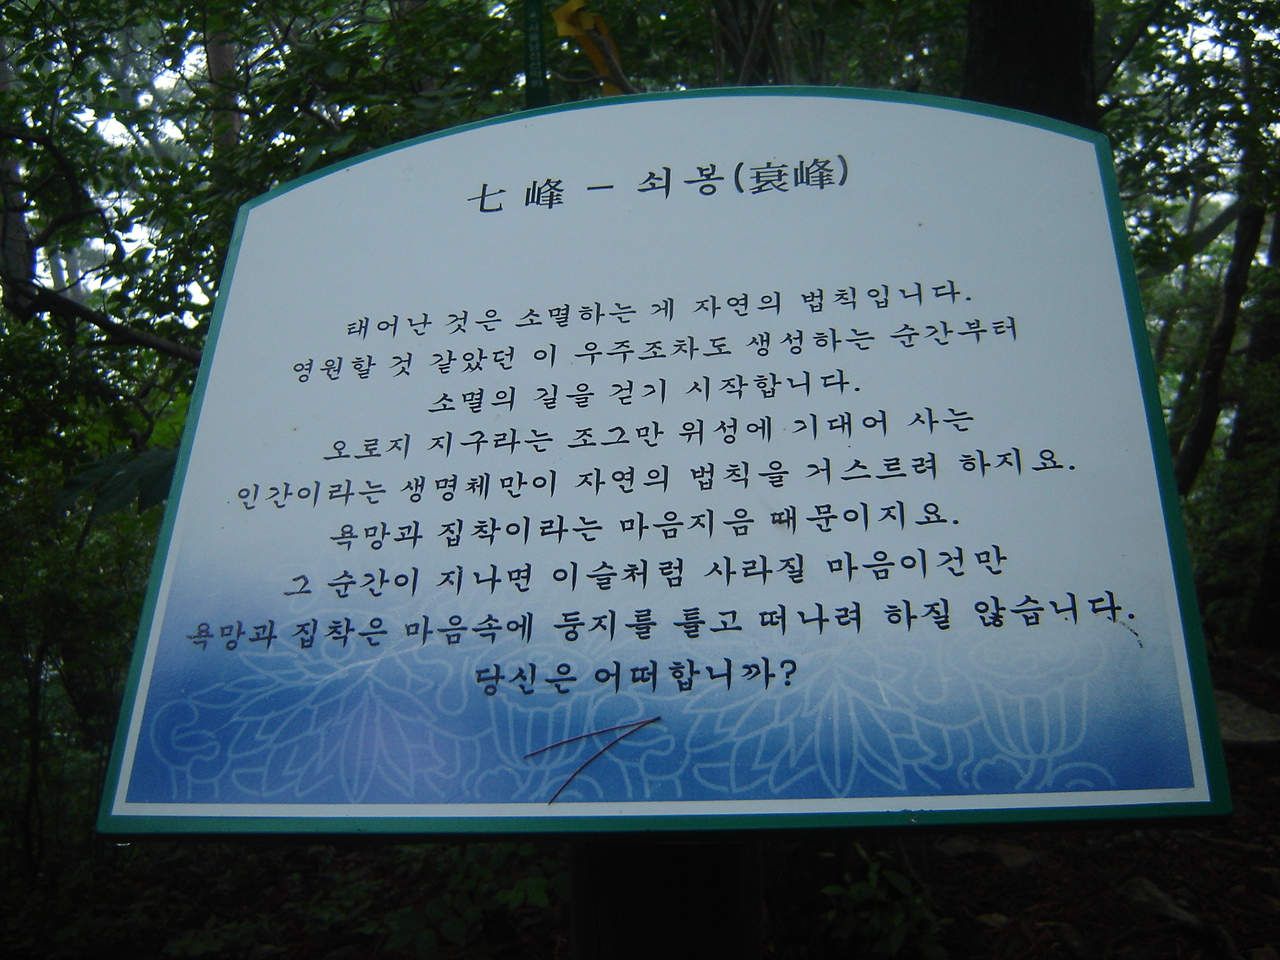 七 峰 - 쇠봉(衰峰)
태어난 것은 소멸하는 게 자연의 법칙입니다.
영원할 것 같았던 이 우주조차도 생성하는 순간부터
소멸의 길을 걷기 시작합니다.
오로지 지구라는 조그만 위성에 기대어 사는
인간이라는 생명체만이 자연의 법칙을 거스르려 하지요.
욕망과 집착이라는 마음지음 때문이지요.
그 순간이 지나면 이슬처럼 사라질 마음이건만
욕망과 집착은 마음속에 둥지를 틀고 떠나려 하질 않습니다.
당신은 어떠합니까?